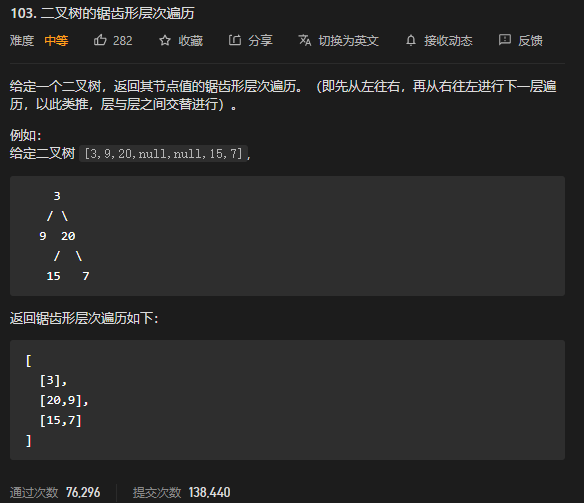 103. 二叉树的锯齿形层次遍历
难度 中等 282 收藏 分享 切换为英文 接收动态 反馈
给定一个二叉树，返回其节点值的锯齿形层次遍历。（即先从左往右，再从右往左进行下一层遍
历，以此类推，层与层之间交替进行）。
例如：
给定二叉树 [3,9,20,null,null,15,7],
3
/ \
9 20
/ \
15 7
返回锯齿形层次遍历如下：
[
[3],
[20,9],
[15,7]
]
通过次数 76,296 提交次数 138,440